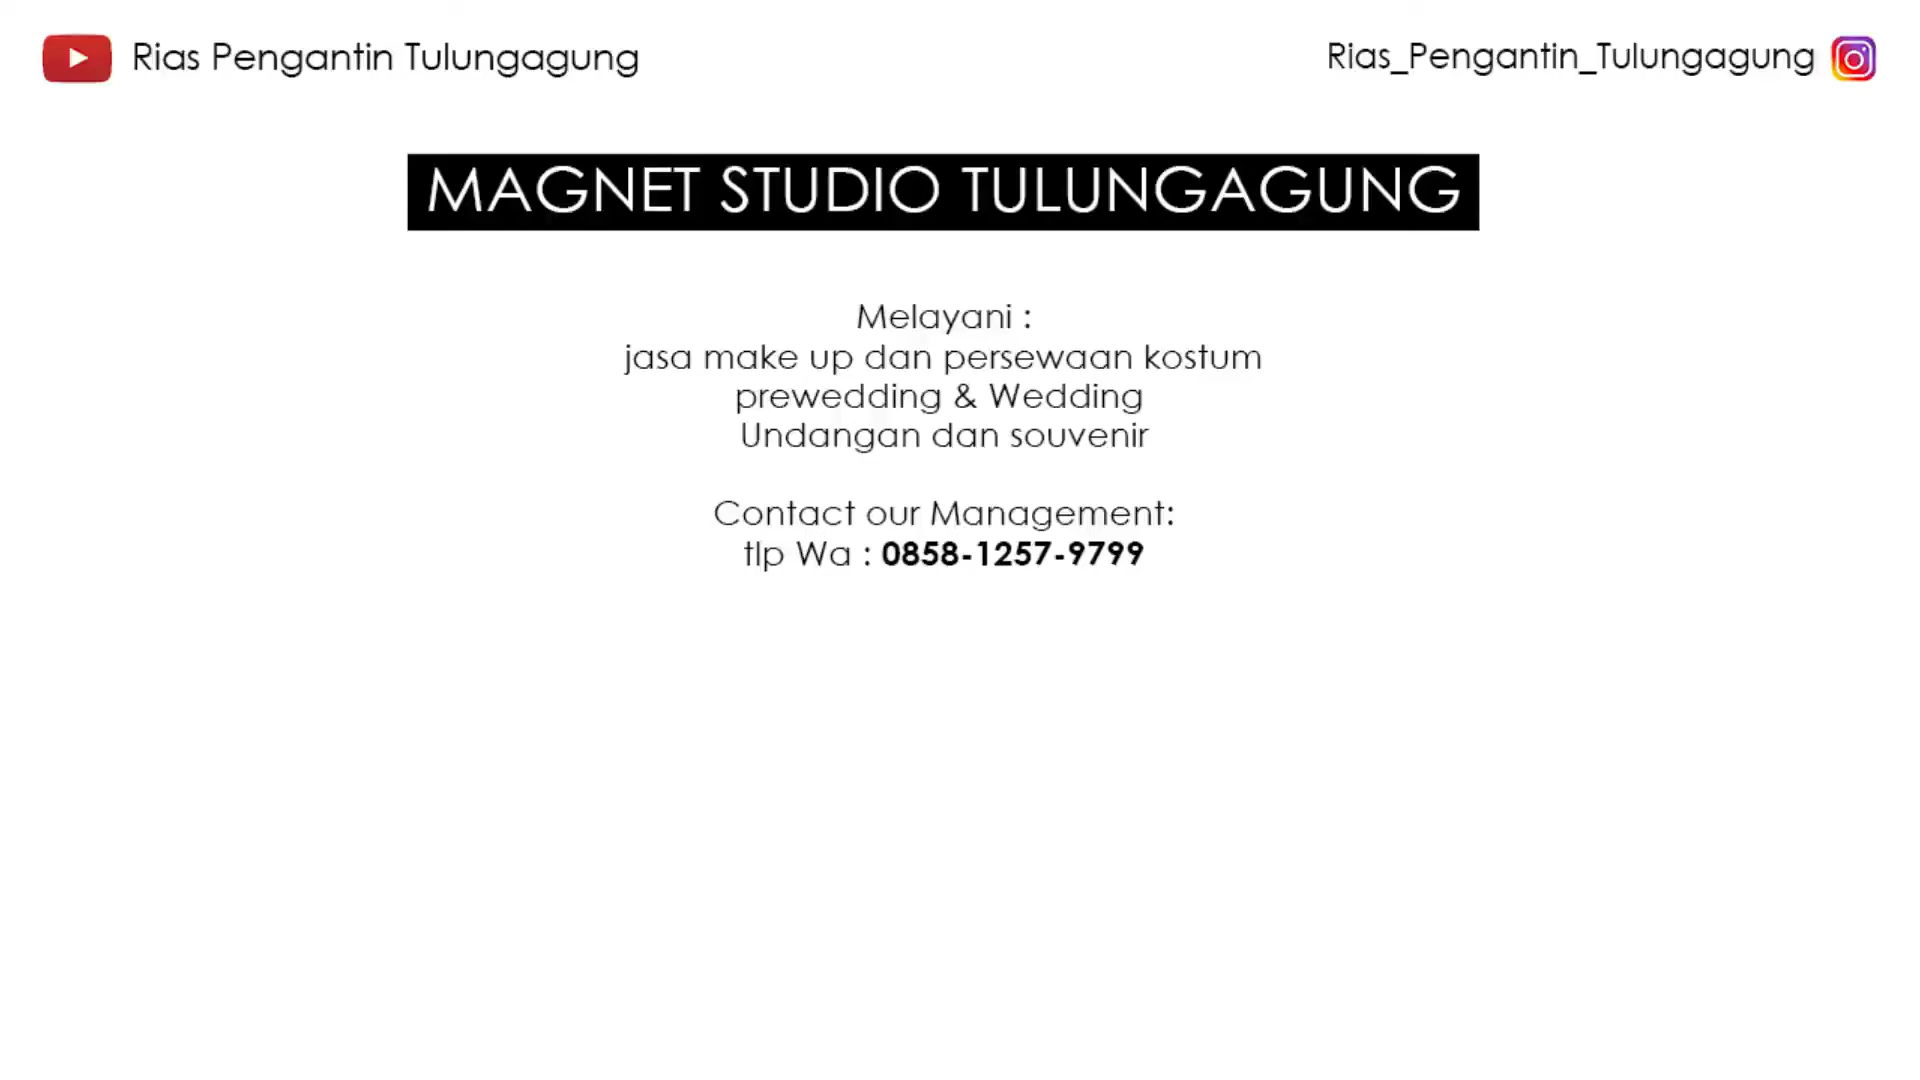 Rias Pengantin Tulungagung
Rias_Pengantin_Tulungagung
MAGNET STUDIO TULUNGAGUNG
Melayani :
jasa make up dan persewaan kostum
prewedding & Wedding
Undangan dan souvenir
Contact our Management:
tlp Wa : 0858-1257-9799